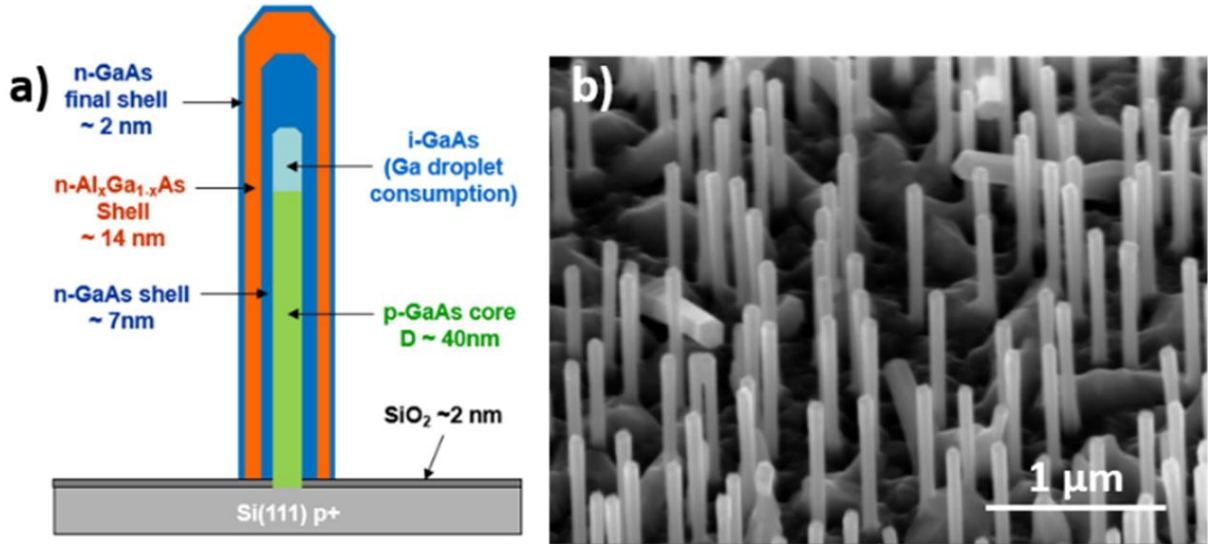 a)
n-GaAs
final shell
~ 2 nm
n-AlxGa1-xAs
Shell
~ 14 nm
n-GaAs shell
~ 7nm
i-GaAs
(Ga droplet
consumption)
p-GaAs core
D ~ 40nm
SiO2 ~2 nm
Si(111) p+
b)
1 μm